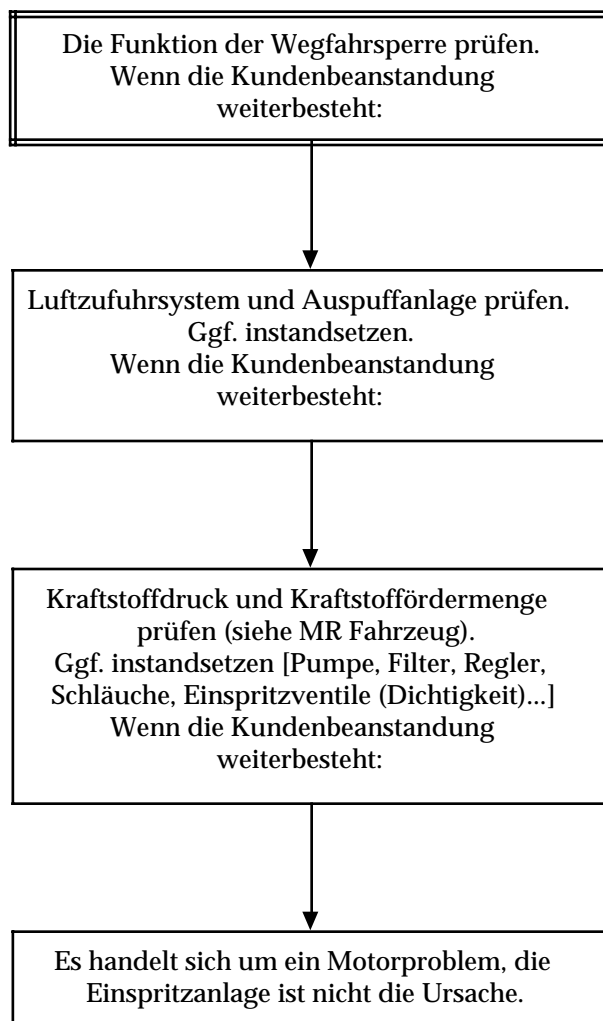 Die Funktion der Wegfahrsperre prüfen.
Wenn die Kundenbeanstandung
weiterbesteht:
Luftzufuhrsystem und Auspuffanlage prüfen.
Ggf. instandsetzen.
Wenn die Kundenbeanstandung
weiterbesteht:
Kraftstoffdruck und Kraftstoffördermenge
prüfen (siehe MR Fahrzeug).
Ggf. instandsetzen [Pumpe, Filter, Regler,
Schläuche, Einspritzventile (Dichtigkeit)...]
Wenn die Kundenbeanstandung
weiterbesteht:
Es handelt sich um ein Motorproblem, die
Einspritzanlage ist nicht die Ursache.